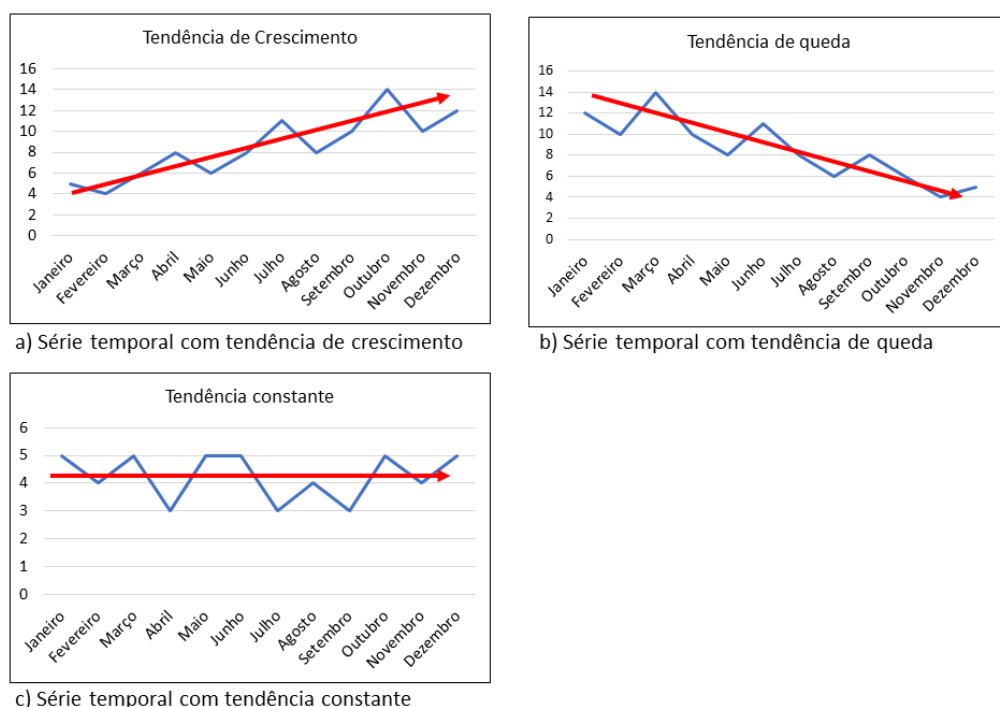 Tendência de Crescimento
16
14
12
10
8
6
4
2
0
Janeiro
Fevereiro
Março
Abril
Maio
Junho
Julho
Agosto
Setembro
Outubro
Novembro
Dezembro
a) Série temporal com tendência de crescimento
Tendência de queda
16
14
12
10
8
6
4
2
0
Janeiro
Fevereiro
Março
Abril
Maio
Junho
Julho
Agosto
Setembro
Outubro
Novembro
Dezembro
b) Série temporal com tendência de queda
Tendência constante
6
5
4
3
2
1
0
Janeiro
Fevereiro
Março
Abril
Maio
Junho
Julho
Agosto
Setembro
Outubro
Novembro
Dezembro
c) Série temporal com tendência constante